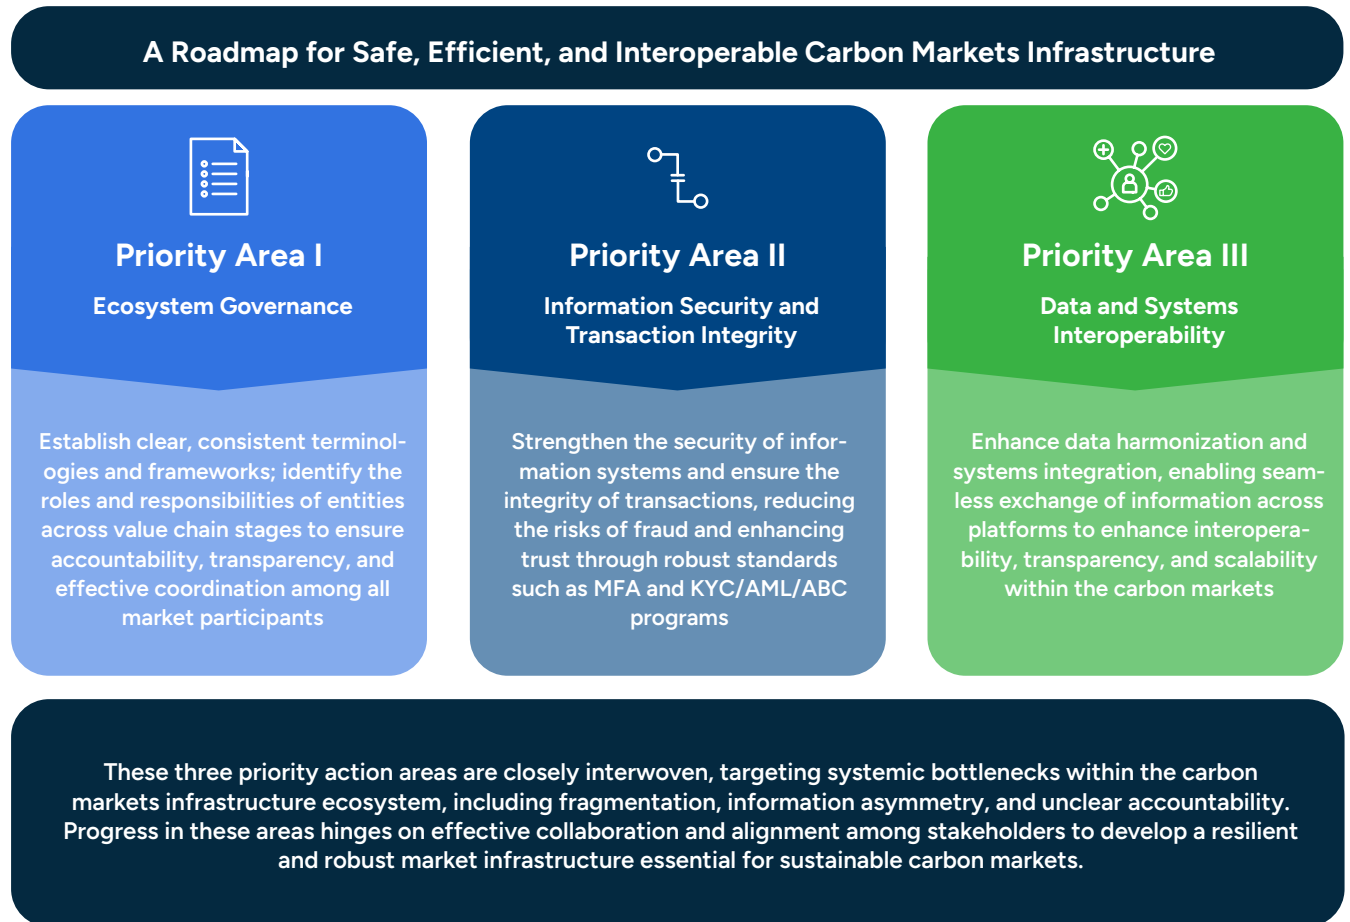 A Roadmap for Safe, Efficient, and Interoperable Carbon Markets Infrastructure
Priority Area I
Ecosystem Governance
Establish clear, consistent terminol-
ogies and frameworks; identify the
roles and responsibilities of entities
across value chain stages to ensure
accountability, transparency, and
effective coordination among all
market participants
Priority Area II
Information Security and
Transaction Integrity
Strengthen the security of infor-
mation systems and ensure the
integrity of transactions, reducing
the risks of fraud and enhancing
trust through robust standards
such as MFA and KYC/AML/ABC
programs
Priority Area III
Data and Systems
Interoperability
Enhance data harmonization and
systems integration, enabling seam-
less exchange of information across
platforms to enhance interopera-
bility, transparency, and scalability
within the carbon markets
These three priority action areas are closely interwoven, targeting systemic bottlenecks within the carbon
markets infrastructure ecosystem, including fragmentation, information asymmetry, and unclear accountability.
Progress in these areas hinges on effective collaboration and alignment among stakeholders to develop a resilient
and robust market infrastructure essential for sustainable carbon markets.